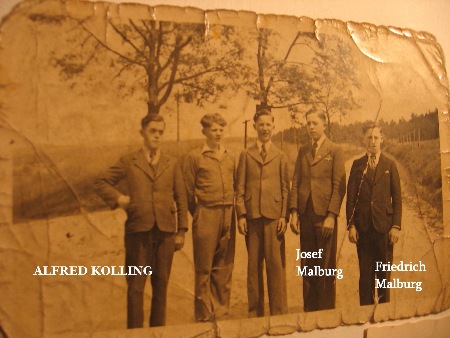 ALFRED KOLLING
Josef
Malburg
Friedrich
Malburg